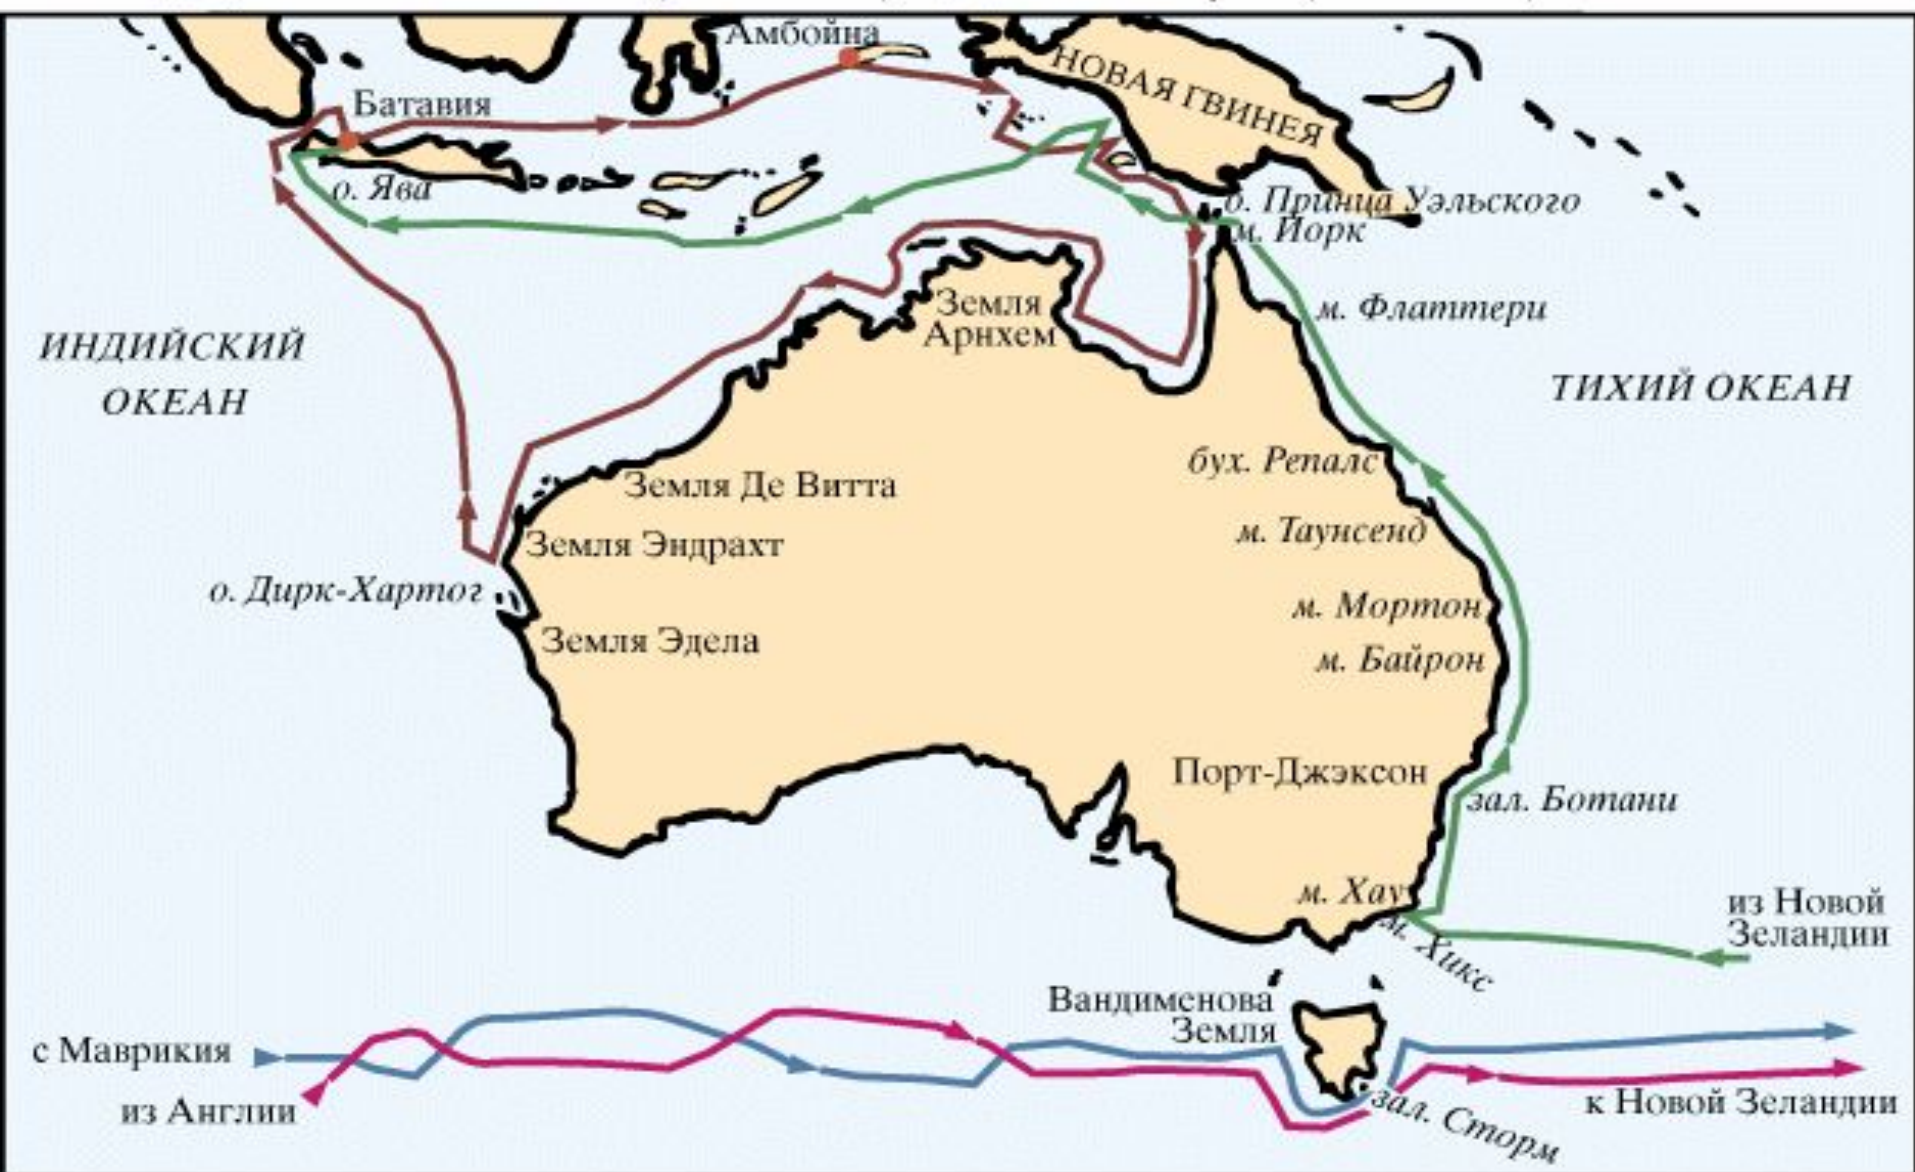 Амбойна
НОВАЯ ГВИНЕЯ
Батавия
о. Ява
о. Принца Уэльского
м. Йорк
Земля
Арнхем
м. Флаттери
ИНДИЙСКИЙ
ОКЕАН
ТИХИЙ ОКЕАН
бух. Репалс
Земля Де Витта
м. Таунсенд
Земля Эндрахт
о. Дирк-Хартог
м. Мортон
Земля Эдела
м. Байрон
Порт-Джэксон
зал. Ботани
м. Хау
м. Хикс
из Новой
Зеландии
Вандименова
Земля
с Маврикия
из Англии
зал. Сторм
к Новой Зеландии